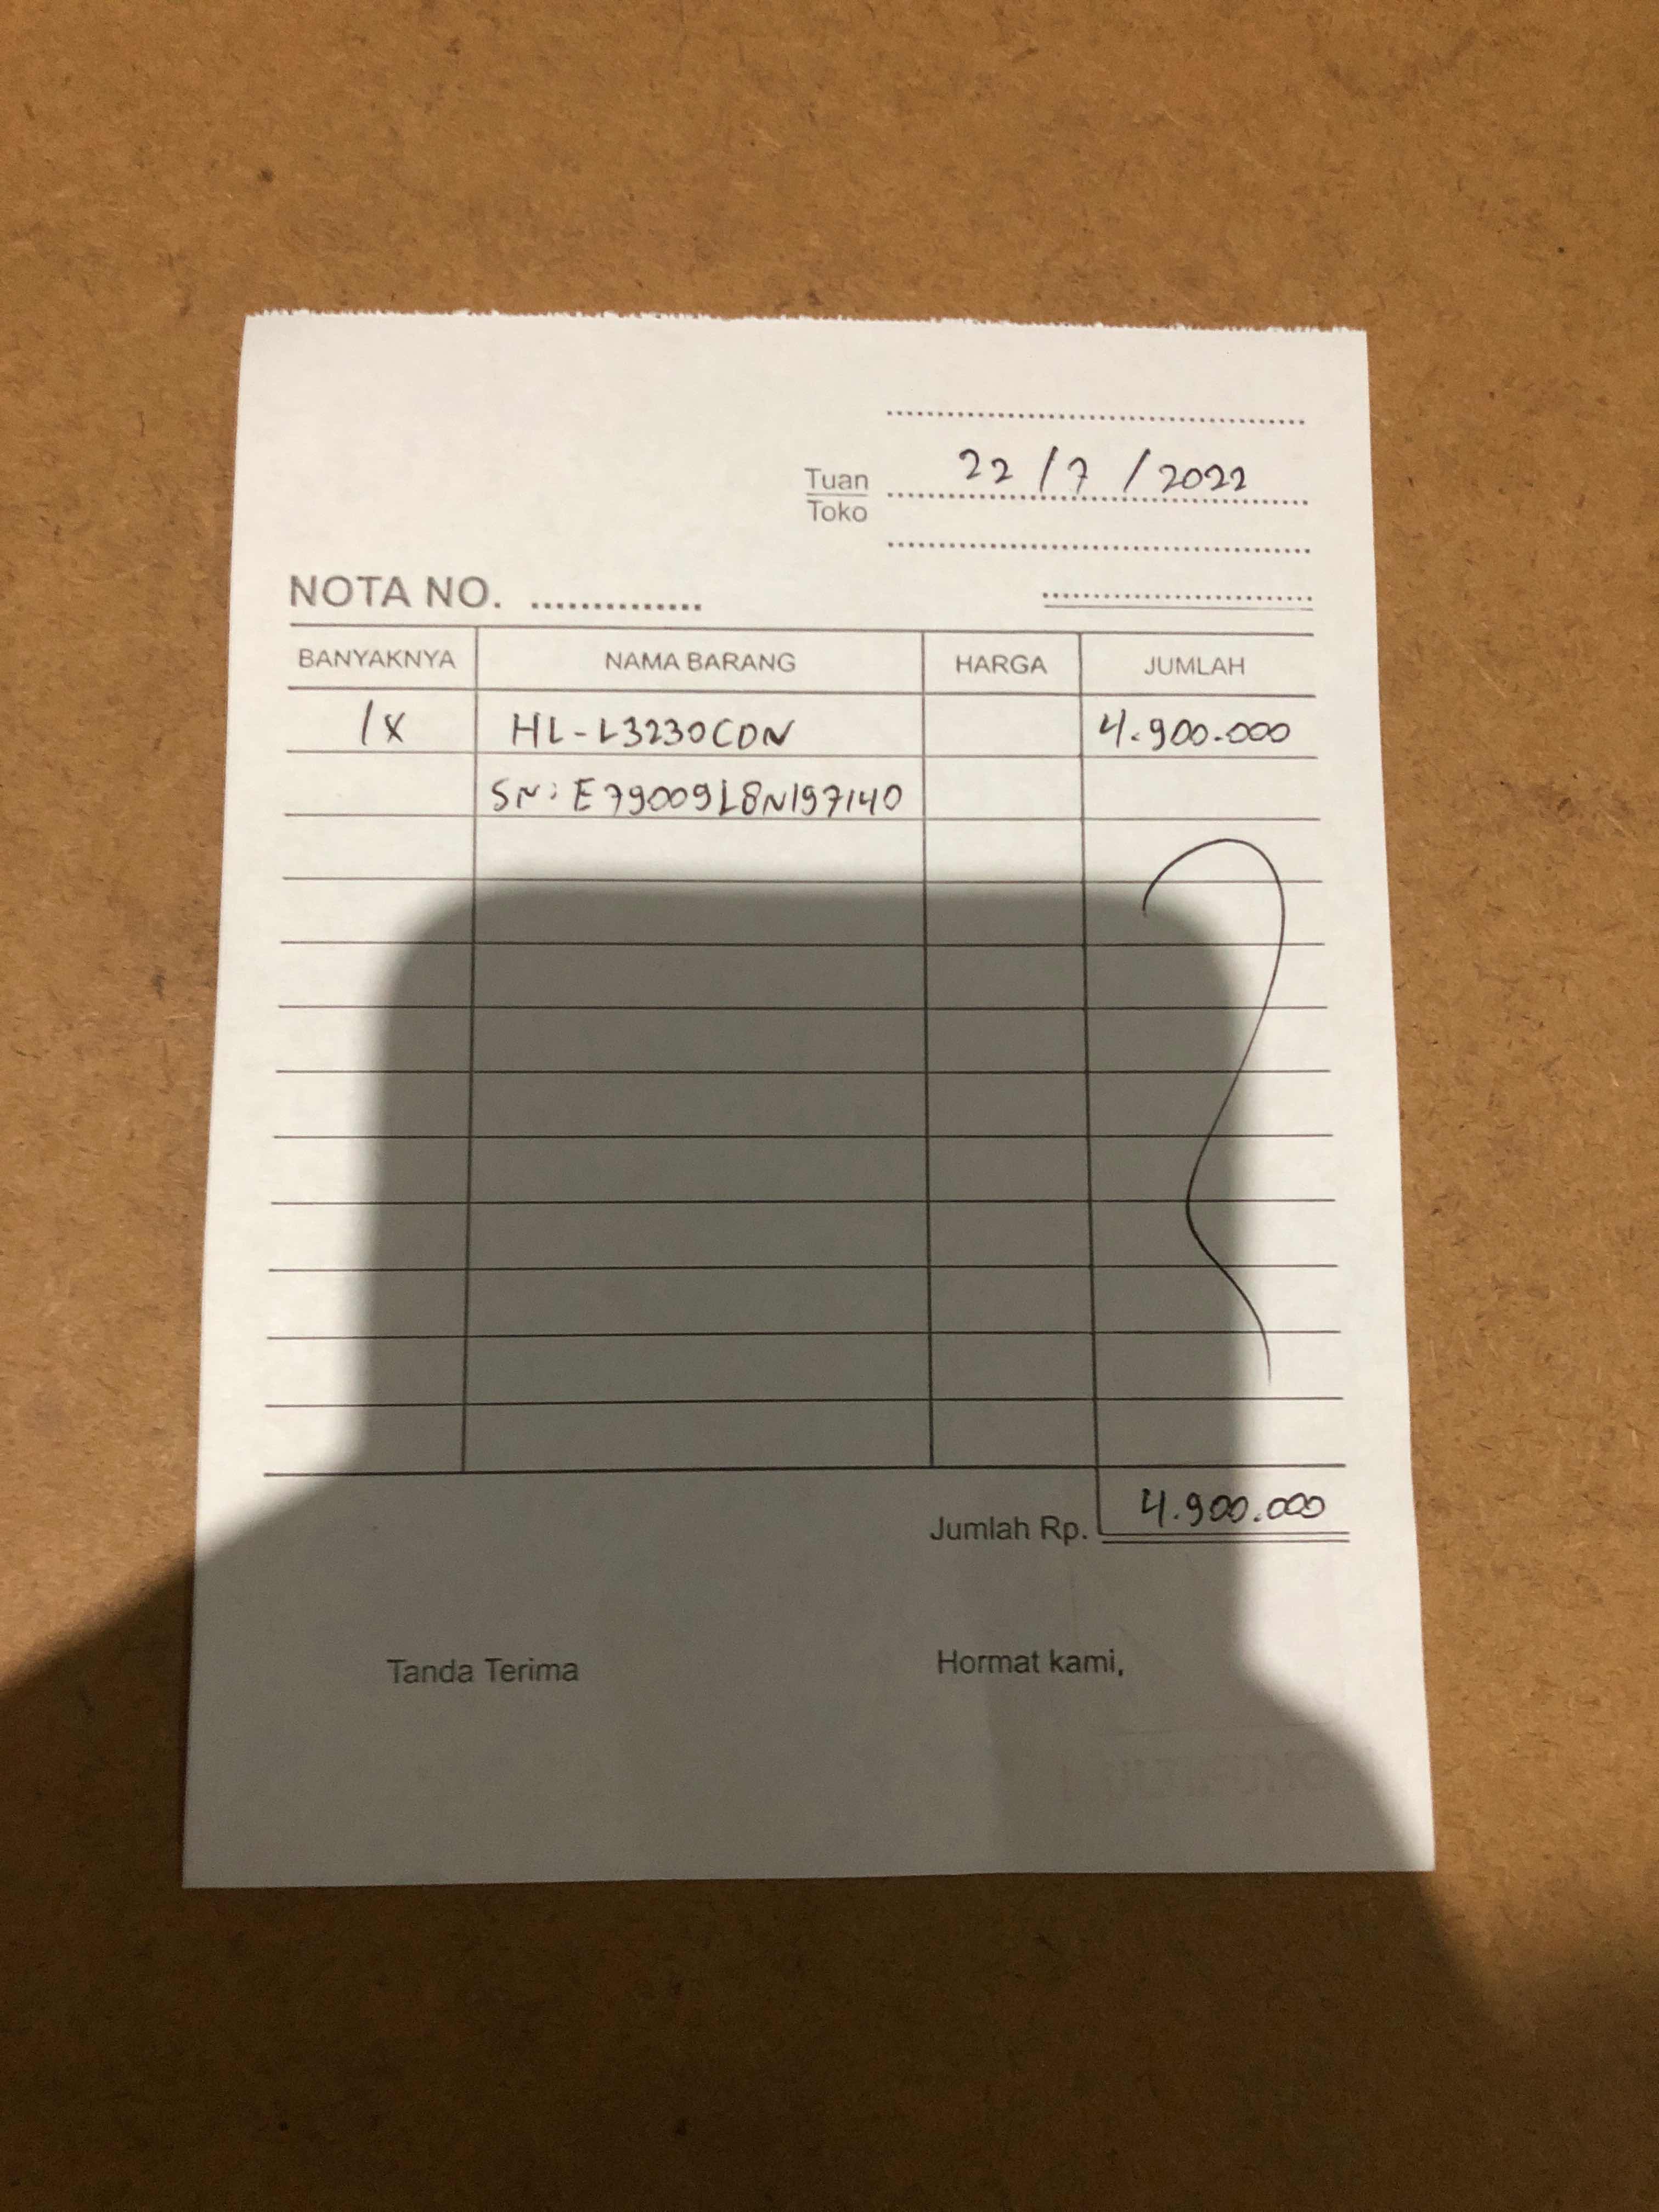 22/7/2022
Tuan
Toko
NOTA NO. ..............
BANYAKNYA NAMA BARANG HARGA JUMLAH
1X HL-L3230CDN 4.900.000
SN: E79009L8N197140
Jumlah Rp. 4.900.000
Tanda Terima Hormat kami,